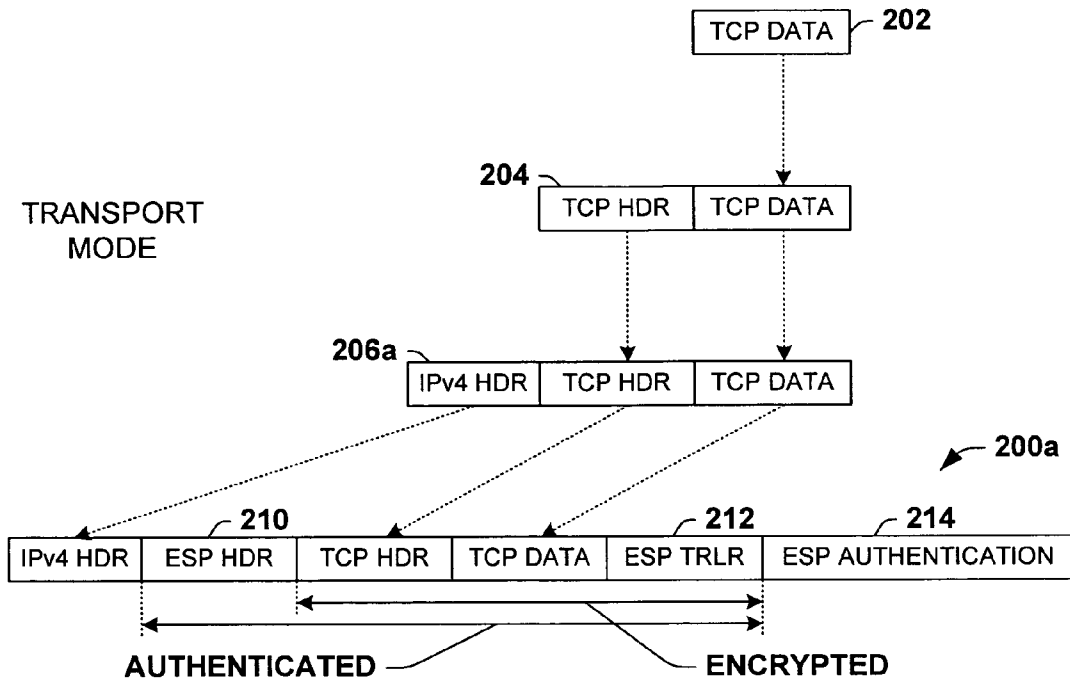 TCP DATA 202
204
TCP HDR TCP DATA
TRANSPORT
MODE
206a
IPv4 HDR TCP HDR TCP DATA
200a
210 212 214
IPv4 HDR ESP HDR TCP HDR TCP DATA ESP TRLR ESP AUTHENTICATION
AUTHENTICATED ENCRYPTED